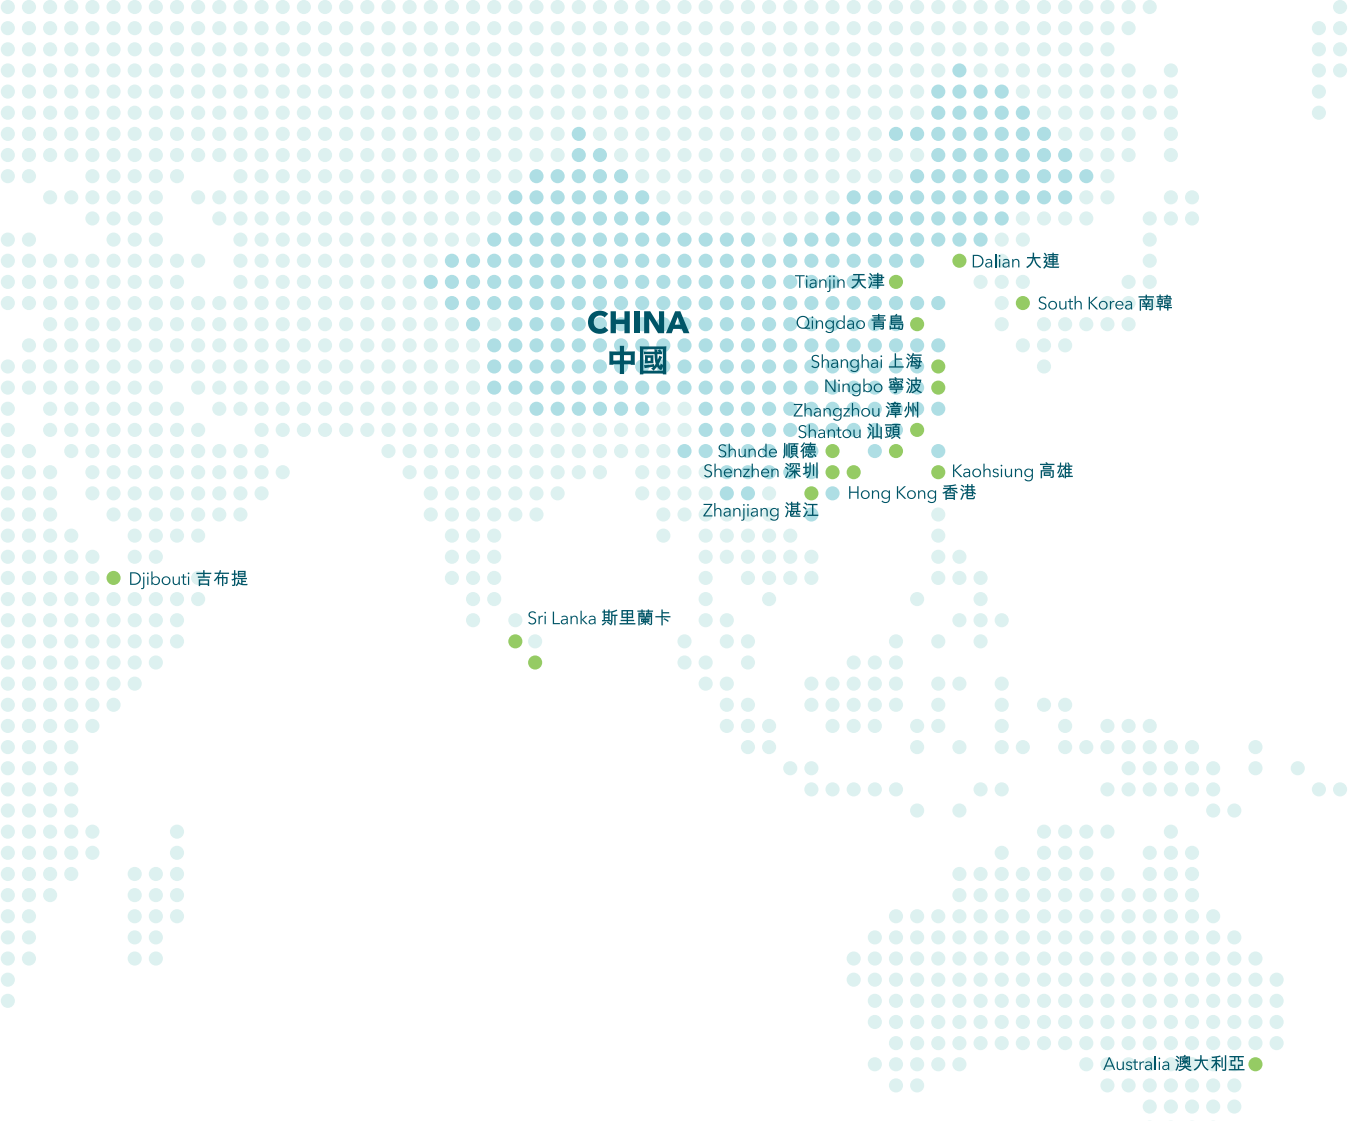 Dalian 大連
Tianjin 天津
South Korea 南韓
CHINA
中國
Qingdao 青島
Shanghai 上海
Ningbo 寧波
Zhangzhou 漳州
Shantou 汕頭
Shunde 順德
Shenzhen 深圳
Kaohsiung 高雄
Hong Kong 香港
Zhanjiang 湛江
Djibouti 吉布提
Sri Lanka 斯里蘭卡
Australia 澳大利亞